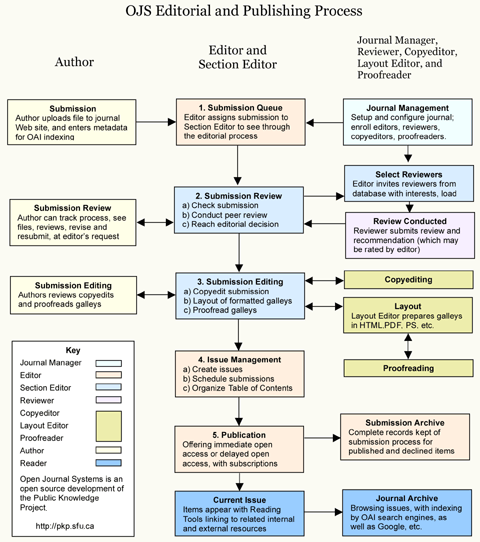 OJS Editorial and Publishing Process
Author
Editor and
Section Editor
Journal Manager,
Reviewer, Copyeditor,
Layout Editor, and
Proofreader
Submission
Author uploads file to journal
Web site, and enters metadata
for OAI indexing
1. Submission Queue
Editor assigns submission to
Section Editor to see through
the editorial process
Journal Management
Setup and configure journal;
enroll editors, reviewers,
copyeditors, proofreaders.
Select Reviewers
Editor invites reviewers from
database with interests, load
Submission Review
Author can track process, see
files, reviews, revise and
resubmit, at editor's request
2. Submission Review
a) Check submission
b) Conduct peer review
c) Reach editorial decision
Review Conducted
Reviewer submits review and
recommendation (which may
be rated by editor)
Submission Editing
Authors reviews copyedits
and proofreads galleys
3. Submission Editing
a) Copyedit submission
b) Layout of formatted galleys
c) Proofread galleys
Copyediting
Layout
Layout Editor prepares galleys
in HTML.PDF, PS. etc.
Proofreading
4. Issue Management
a) Create issues
b) Schedule submissions
c) Organize Table of Contents
5. Publication
Offering immediate open
access or delayed open
access, with subscriptions
Submission Archive
Complete records kept of
submission process for
published and declined items
Current Issue
Items appear with Reading
Tools linking to related internal
and external resources
Journal Archive
Browsing issues, with indexing
by OAI search engines, as
well as Google, etc.
Key
Journal Manager
Editor
Section Editor
Reviewer
Copyeditor
Layout Editor
Proofreader
Author
Reader
Open Journal Systems is an
open source development of
the Public Knowledge
Project.
http://pkp.sfu.ca